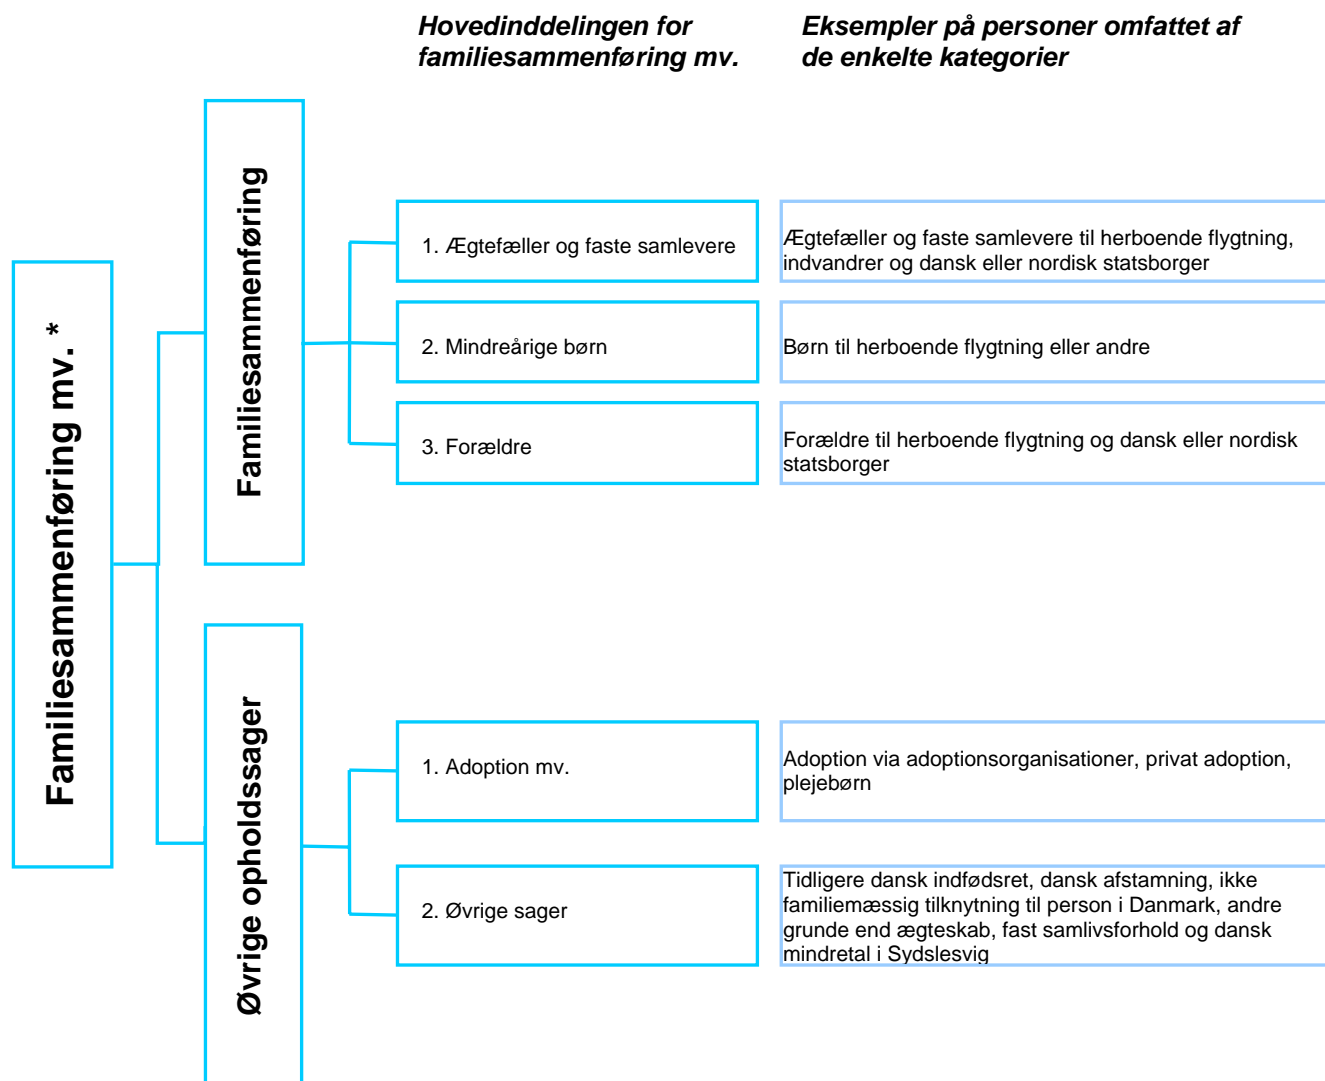 Hovedinddelingen for
familiesammenføring mv.
Eksempler på personer omfattet af
de enkelte kategorier
Familiesammenføring mv. *
Familiesammenføring
1. Ægtefæller og faste samlevere
Ægtefæller og faste samlevere til herboende flygtning,
indvandrer og dansk eller nordisk statsborger
2. Mindreårige børn
Børn til herboende flygtning eller andre
3. Forældre
Forældre til herboende flygtning og dansk eller nordisk
statsborger
Øvrige opholdssager
1. Adoption mv.
Adoption via adoptionsorganisationer, privat adoption,
plejebørn
2. Øvrige sager
Tidligere dansk indfødsret, dansk afstamning, ikke
familiemæssig tilknytning til person i Danmark, andre
grunde end ægteskab, fast samlivsforhold og dansk
mindretal i Sydslesvig